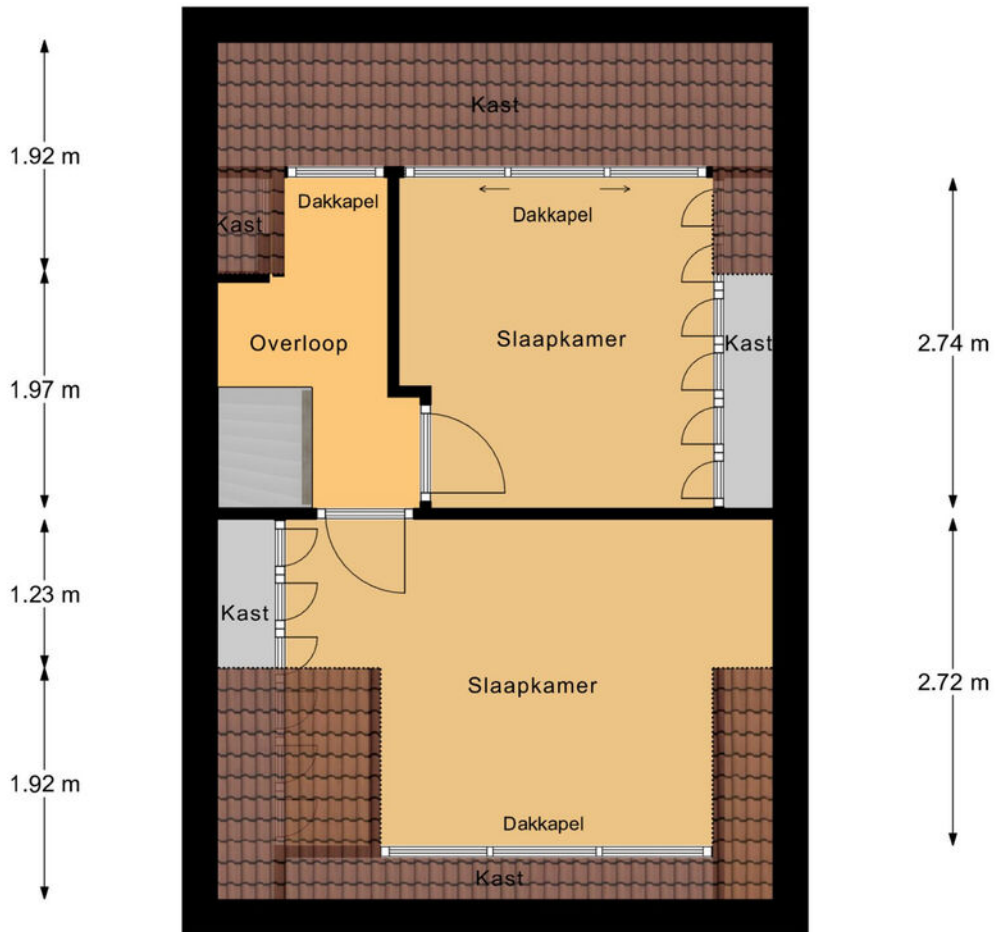 Kast
1.92 m
Dakkapel
Dakkapel
Kast
Overloop
Slaapkamer
Kast
2.74 m
1.97 m
1.23 m
Kast
Slaapkamer
2.72 m
1.92 m
Dakkapel
Kast